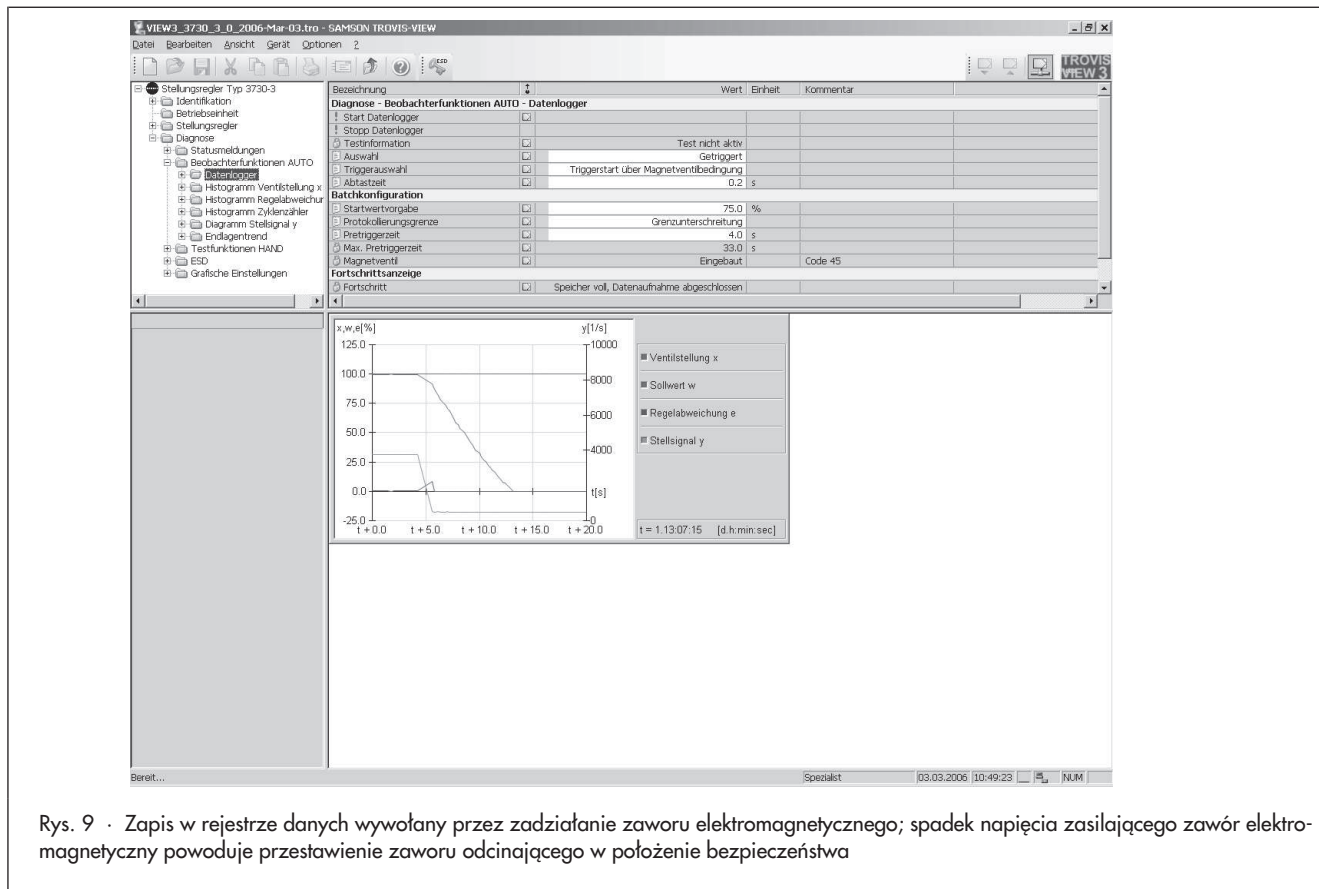 VIEW3_3730_3_0_2006-Mar-03.tro - SAMSON TROVIS-VIEW
Datei Bearbeiten Ansicht Gerät Optionen ?
ESD
TROVIS VIEW 3
Stellungsregler Typ 3730-3
Identifikation
Betriebseinheit
Stellungsregler
Diagnose
Statusmeldungen
Beobachterfunktionen AUTO
Datenlogger
Histogramm Ventilstellung x
Histogramm Regelabweichur
Histogramm Zyklenzähler
Diagramm Stellsignal y
Endlagentrend
Testfunktionen HAND
ESD
Grafische Einstellungen
Bezeichnung Wert Einheit Kommentar
Diagnose - Beobachterfunktionen AUTO - Datenlogger
! Start Datenlogger
! Stopp Datenlogger
Testinformation Test nicht aktiv
Auswahl Getriggert
Triggerauswahl Triggerstart über Magnetventilbedingung
Abtastzeit 0.2 s
Batchkonfiguration
Startwertvorgabe 75.0 %
Protokollierungsgrenze Grenzunterschreitung
Pretriggerzeit 4.0 s
Max. Pretriggerzeit 33.0 s
Magnetventil Eingebaut Code 45
Fortschrittsanzeige
Fortschritt Speicher voll, Datenaufnahme abgeschlossen
x,w,e[%] y[1/s]
125.0 10000
100.0 8000
75.0 6000
50.0 4000
25.0
0.0 t[s]
-25.0 0
t + 0.0 t + 5.0 t + 10.0 t + 15.0 t + 20.0
Ventilstellung x
Sollwert w
Regelabweichung e
Stellsignal y
t = 1.13:07:15 [d.h:min:sec]
Bereit... Spezialist 03.03.2006 10:49:23 NUM
Rys. 9 · Zapis w rejestrze danych wywołany przez zadziałanie zaworu elektromagnetycznego; spadek napięcia zasilającego zawór elektro-
magnetyczny powoduje przestawienie zaworu odcinającego w położenie bezpieczeństwa